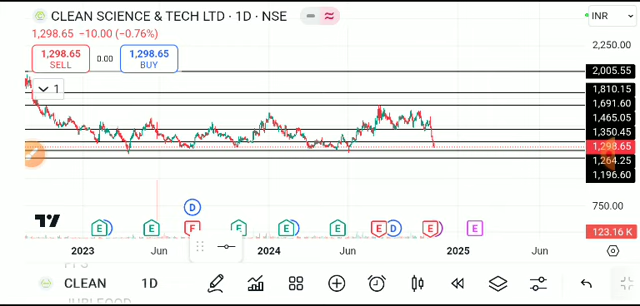 CLEAN SCIENCE & TECH LTD · 1D · NSE
INR
1,298.65 −10.00 (−0.76%)
2,250.00
1,298.65
SELL
0.00
1,298.65
BUY
2,005.55
1
1,810.15
1,691.60
1,465.05
1,350.45
1,298.65
1,264.25
1,196.60
D
750.00
E E E E E E E D E E
123.16 K
2023 Jun 2024 Jun 2025 Jun
CLEAN 1D
JUBLFOOD